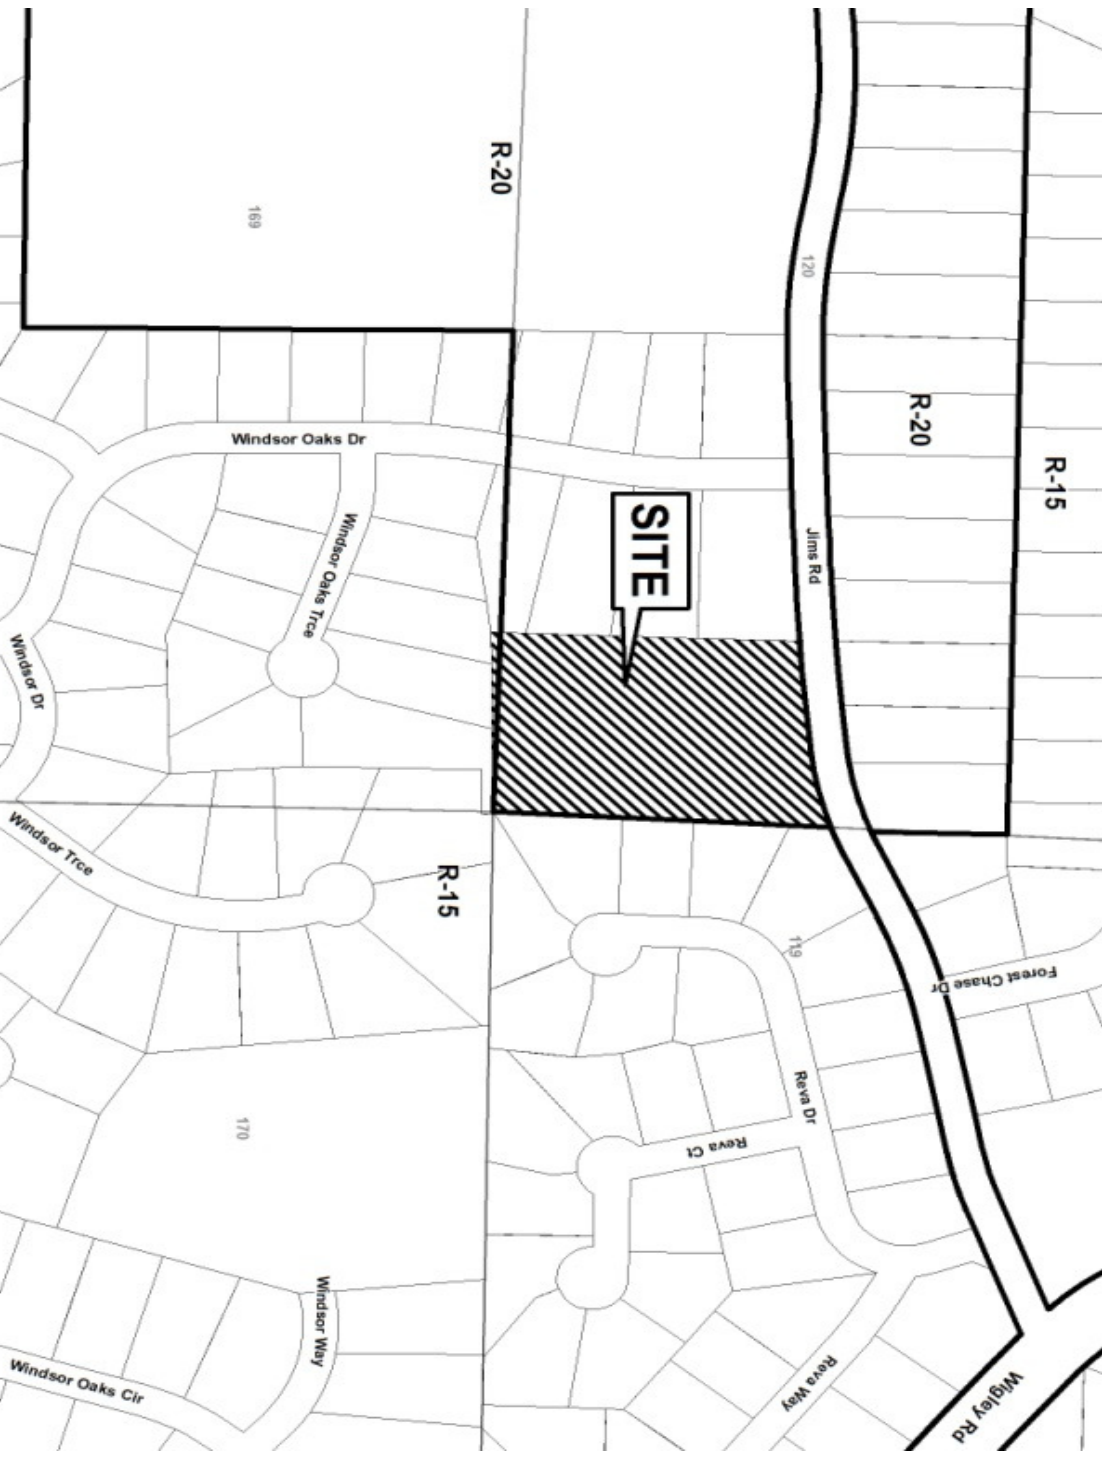 R-20
169
120
R-20
R-15
Windsor Oaks Dr
SITE
Jims Rd
Windsor Oaks Trce
Windsor Dr
Windsor Trce
R-15
119
Forest Chase Dr
Reva Dr
170
Reva Ct
Windsor Way
Windsor Oaks Cir
Reva Way
Wigley Rd